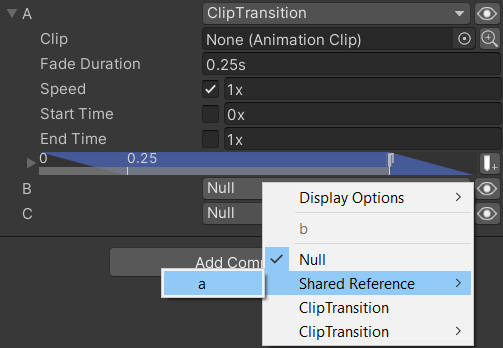 A ClipTransition
Clip None (Animation Clip)
Fade Duration 0.25s
Speed 1x
Start Time 0x
End Time 1x
0 0.25
B Null
C Null
Display Options
b
Null
Shared Reference
ClipTransition
ClipTransition
Add Com
a